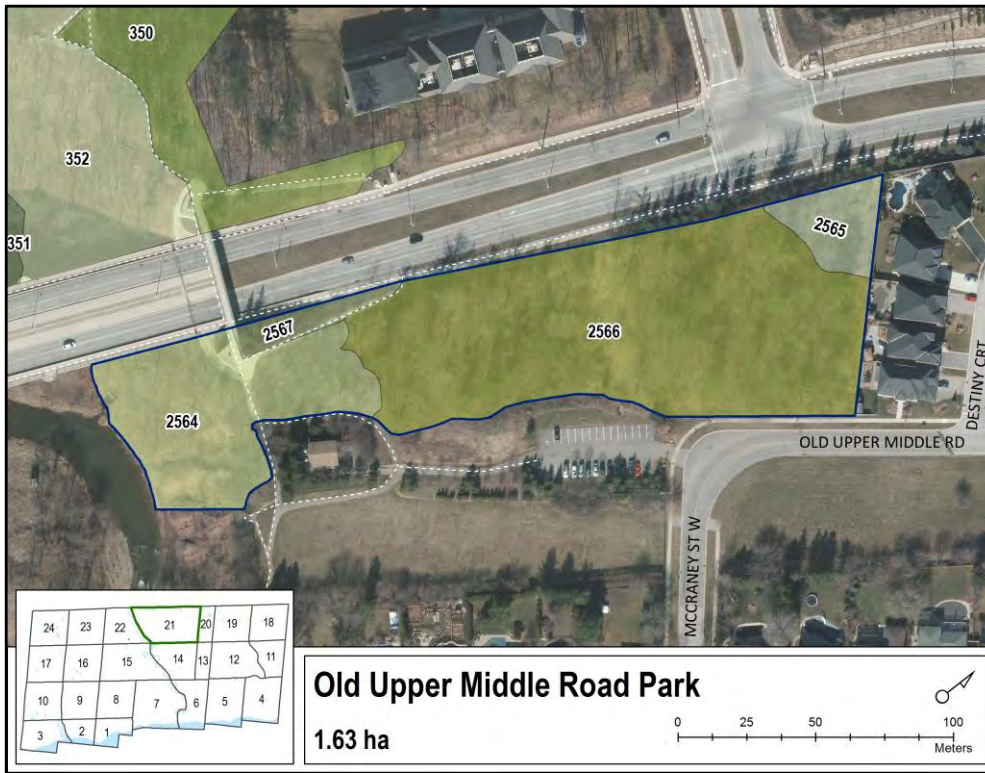 350
352
351
2565
2567
2566
2564
DESTINY CRT
OLD UPPER MIDDLE RD
MCCRANEY ST W
24 23 22 21 20 19 18
17 16 15 14 13 12 11
10 9 8 7 6 5 4
3 2 1
Old Upper Middle Road Park
1.63 ha
0 25 50 100
Meters